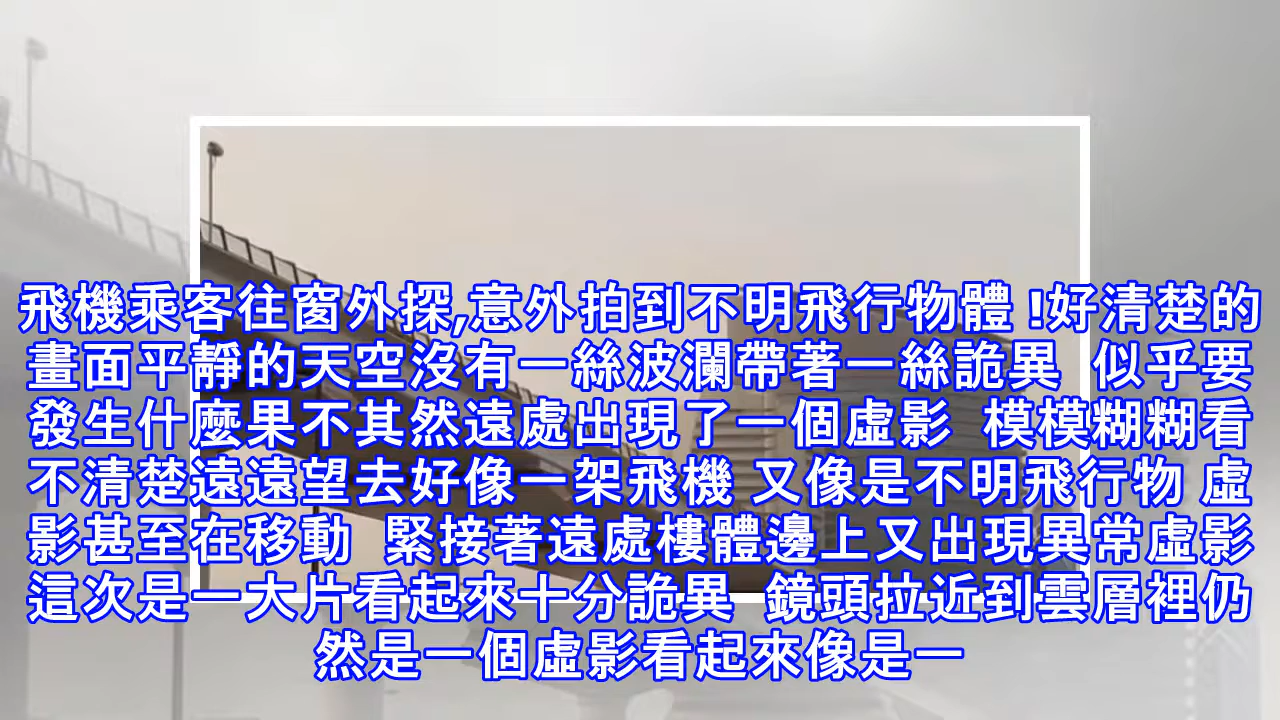 飛機乘客往窗外探,意外拍到不明飛行物體 !好清楚的
畫面平靜的天空沒有一絲波瀾帶著一絲詭異 似乎要
發生什麼果不其然遠處出現了一個虛影 模模糊糊看
不清楚遠遠望去好像一架飛機 又像是不明飛行物 虛
影甚至在移動 緊接著遠處樓體邊上又出現異常虛影
這次是一大片看起來十分詭異 鏡頭拉近到雲層裡仍
然是一個虛影看起來像是一